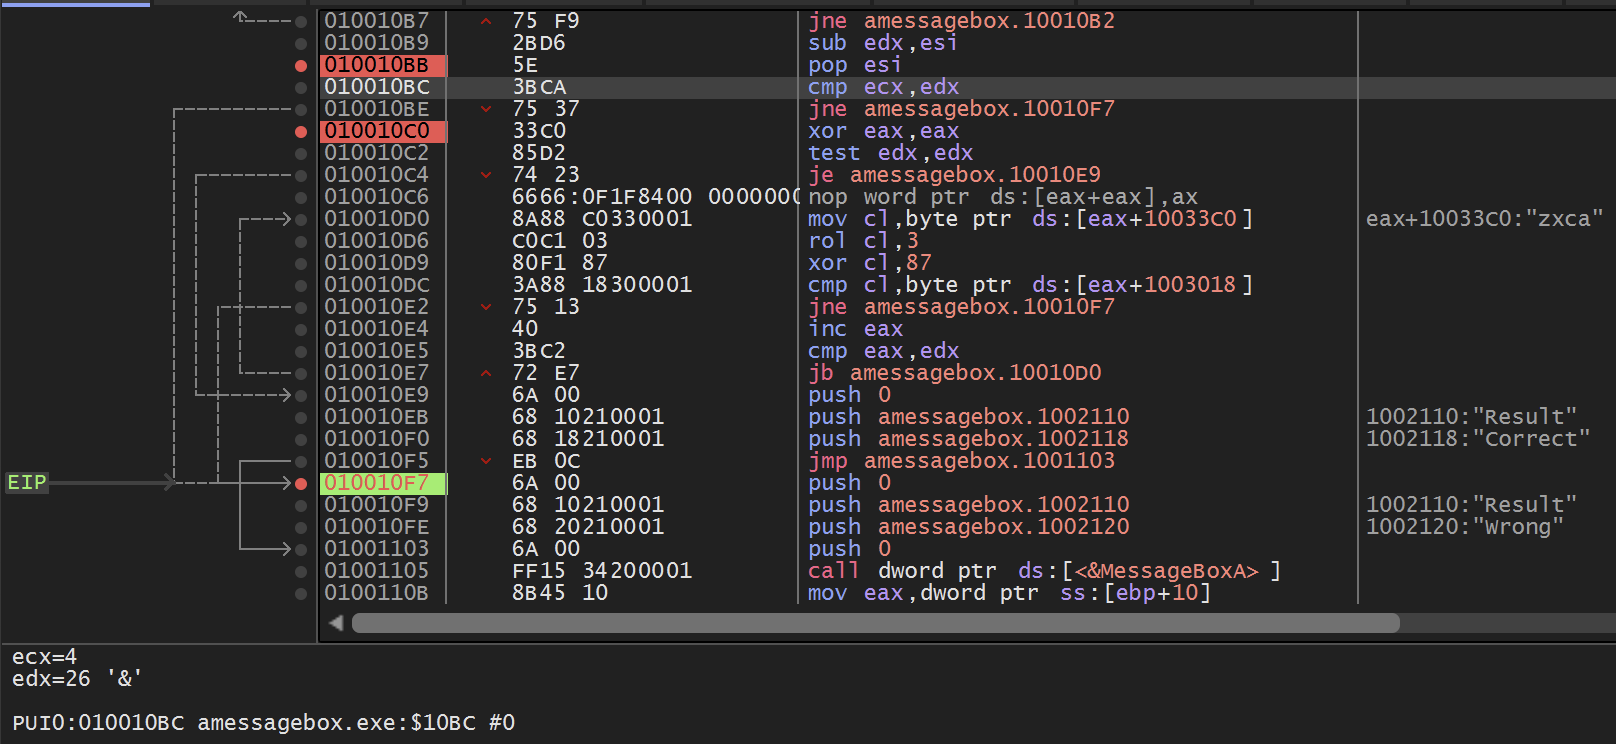 010010B7 75 F9 jne amessagebox.10010B2
010010B9 2BD6 sub edx,esi
010010BB 5E pop esi
010010BC 3BCA cmp ecx,edx
010010BE 75 37 jne amessagebox.10010F7
010010C0 33C0 xor eax,eax
010010C2 85D2 test edx,edx
010010C4 74 23 je amessagebox.10010E9
010010C6 6666:0F1F8400 0000000 nop word ptr ds:[eax+eax],ax
010010D0 8A88 C0330001 mov cl,byte ptr ds:[eax+10033C0] eax+10033C0:"zxca"
010010D6 C0C1 03 rol cl,3
010010D9 80F1 87 xor cl,87
010010DC 3A88 18300001 cmp cl,byte ptr ds:[eax+1003018]
010010E2 75 13 jne amessagebox.10010F7
010010E4 40 inc eax
010010E5 3BC2 cmp eax,edx
010010E7 72 E7 jb amessagebox.10010D0
010010E9 6A 00 push 0
010010EB 68 10210001 push amessagebox.1002110 1002110:"Result"
010010F0 68 18210001 push amessagebox.1002118 1002118:"Correct"
010010F5 EB 0C jmp amessagebox.1001103
EIP 010010F7 6A 00 push 0
010010F9 68 10210001 push amessagebox.1002110 1002110:"Result"
010010FE 68 20210001 push amessagebox.1002120 1002120:"Wrong"
01001103 6A 00 push 0
01001105 FF15 34200001 call dword ptr ds:[<&MessageBoxA>]
0100110B 8B45 10 mov eax,dword ptr ss:[ebp+10]
ecx=4
edx=26 '&'
PUI0:010010BC amessagebox.exe:$10BC #0